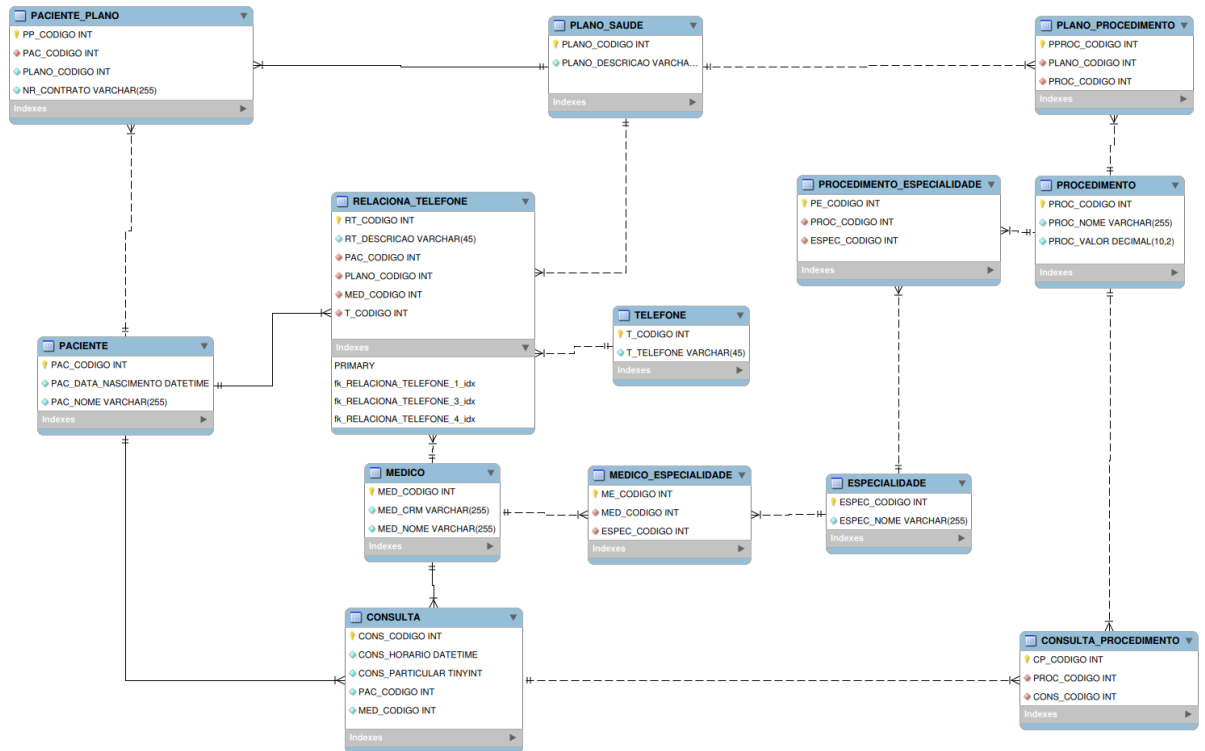 PACIENTE_PLANO
PP_CODIGO INT
PAC_CODIGO INT
PLANO_CODIGO INT
NR_CONTRATO VARCHAR(255)
Indexes
PLANO_SAUDE
PLANO_CODIGO INT
PLANO_DESCRICAO VARCHA...
Indexes
PLANO_PROCEDIMENTO
PPROC_CODIGO INT
PLANO_CODIGO INT
PROC_CODIGO INT
Indexes
RELACIONA_TELEFONE
RT_CODIGO INT
RT_DESCRICAO VARCHAR(45)
PAC_CODIGO INT
PLANO_CODIGO INT
MED_CODIGO INT
T_CODIGO INT
Indexes
PRIMARY
fk_RELACIONA_TELEFONE_1_idx
fk_RELACIONA_TELEFONE_3_idx
fk_RELACIONA_TELEFONE_4_idx
PROCEDIMENTO_ESPECIALIDADE
PE_CODIGO INT
PROC_CODIGO INT
ESPEC_CODIGO INT
Indexes
PROCEDIMENTO
PROC_CODIGO INT
PROC_NOME VARCHAR(255)
PROC_VALOR DECIMAL(10,2)
Indexes
TELEFONE
T_CODIGO INT
T_TELEFONE VARCHAR(45)
Indexes
PACIENTE
PAC_CODIGO INT
PAC_DATA_NASCIMENTO DATETIME
PAC_NOME VARCHAR(255)
Indexes
MEDICO
MED_CODIGO INT
MED_CRM VARCHAR(255)
MED_NOME VARCHAR(255)
Indexes
MEDICO_ESPECIALIDADE
ME_CODIGO INT
MED_CODIGO INT
ESPEC_CODIGO INT
Indexes
ESPECIALIDADE
ESPEC_CODIGO INT
ESPEC_NOME VARCHAR(255)
Indexes
CONSULTA
CONS_CODIGO INT
CONS_HORARIO DATETIME
CONS_PARTICULAR TINYINT
PAC_CODIGO INT
MED_CODIGO INT
Indexes
CONSULTA_PROCEDIMENTO
CP_CODIGO INT
PROC_CODIGO INT
CONS_CODIGO INT
Indexes